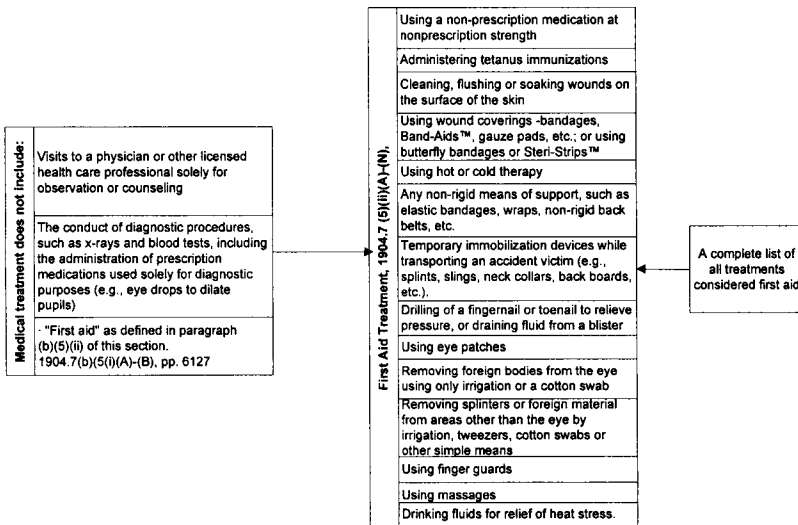 Medical treatment does not include:
Visits to a physician or other licensed
health care professional solely for
observation or counseling
The conduct of diagnostic procedures,
such as x-rays and blood tests, including
the administration of prescription
medications used solely for diagnostic
purposes (e.g., eye drops to dilate
pupils)
· "First aid" as defined in paragraph
(b)(5)(ii) of this section.
1904.7(b)(5(i)(A)-(B), pp. 6127
First Aid Treatment, 1904.7 (5)(ii)(A)-(N),
Using a non-prescription medication at
nonprescription strength
Administering tetanus immunizations
Cleaning, flushing or soaking wounds on
the surface of the skin
Using wound coverings -bandages,
Band-Aids™, gauze pads, etc.; or using
butterfly bandages or Steri-Strips™
Using hot or cold therapy
Any non-rigid means of support, such as
elastic bandages, wraps, non-rigid back
belts, etc.
Temporary immobilization devices while
transporting an accident victim (e.g.,
splints, slings, neck collars, back boards,
etc.).
Drilling of a fingernail or toenail to relieve
pressure, or draining fluid from a blister
Using eye patches
Removing foreign bodies from the eye
using only irrigation or a cotton swab
Removing splinters or foreign material
from areas other than the eye by
irrigation, tweezers, cotton swabs or
other simple means
Using finger guards
Using massages
Drinking fluids for relief of heat stress.
A complete list of
all treatments
considered first aid